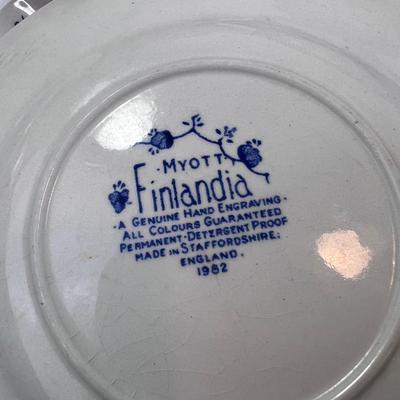 · MYOTT ·
Finlandia
· A GENUINE HAND ENGRAVING ·
ALL COLOURS GUARANTEED
PERMANENT · DETERGENT PROOF
MADE IN STAFFORDSHIRE:
ENGLAND.
1982